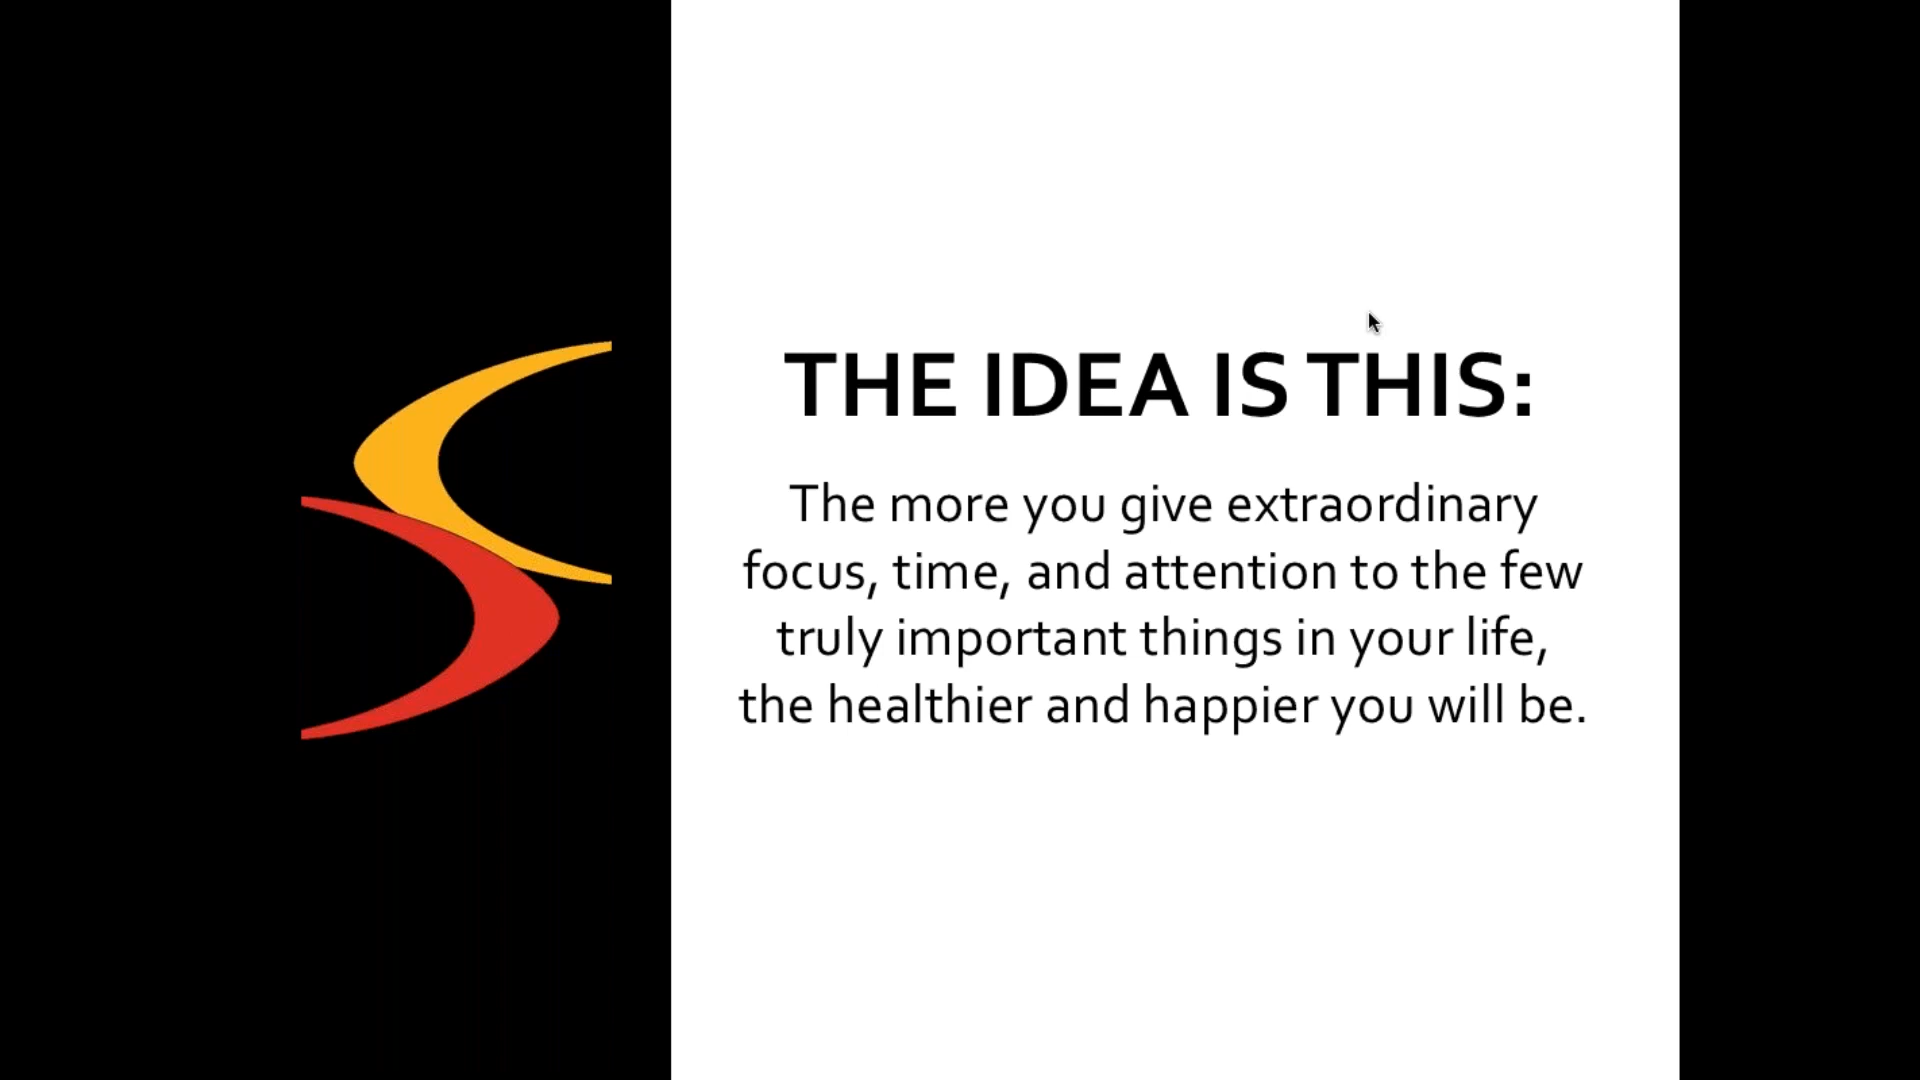 THE IDEA IS THIS:
The more you give extraordinary
focus, time, and attention to the few
truly important things in your life,
the healthier and happier you will be.